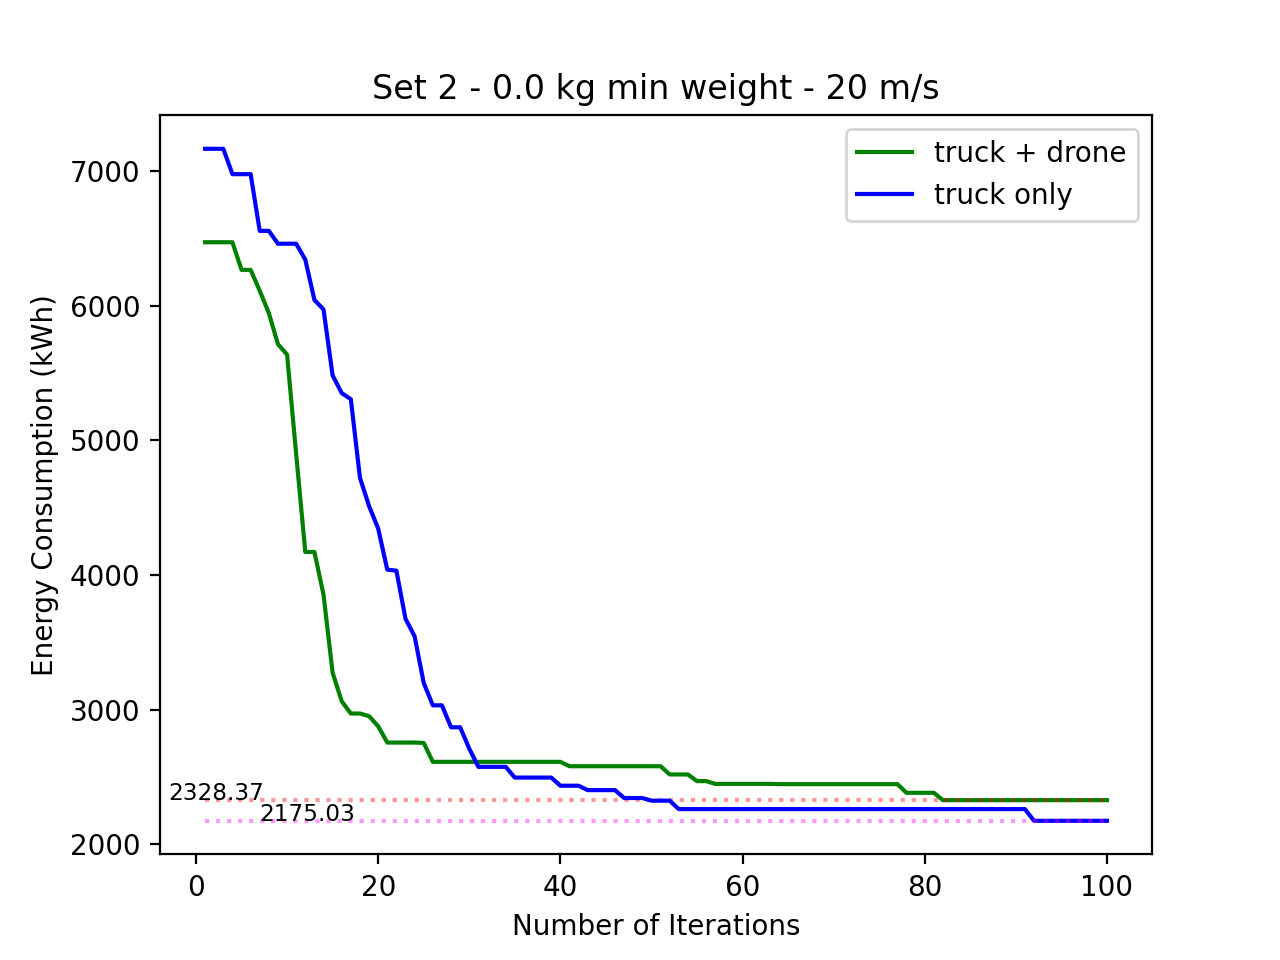 Set 2 - 0.0 kg min weight - 20 m/s
truck + drone
truck only
Energy Consumption (kWh)
7000
6000
5000
4000
3000
2000
2328.37
2175.03
0
20
40
60
80
100
Number of Iterations